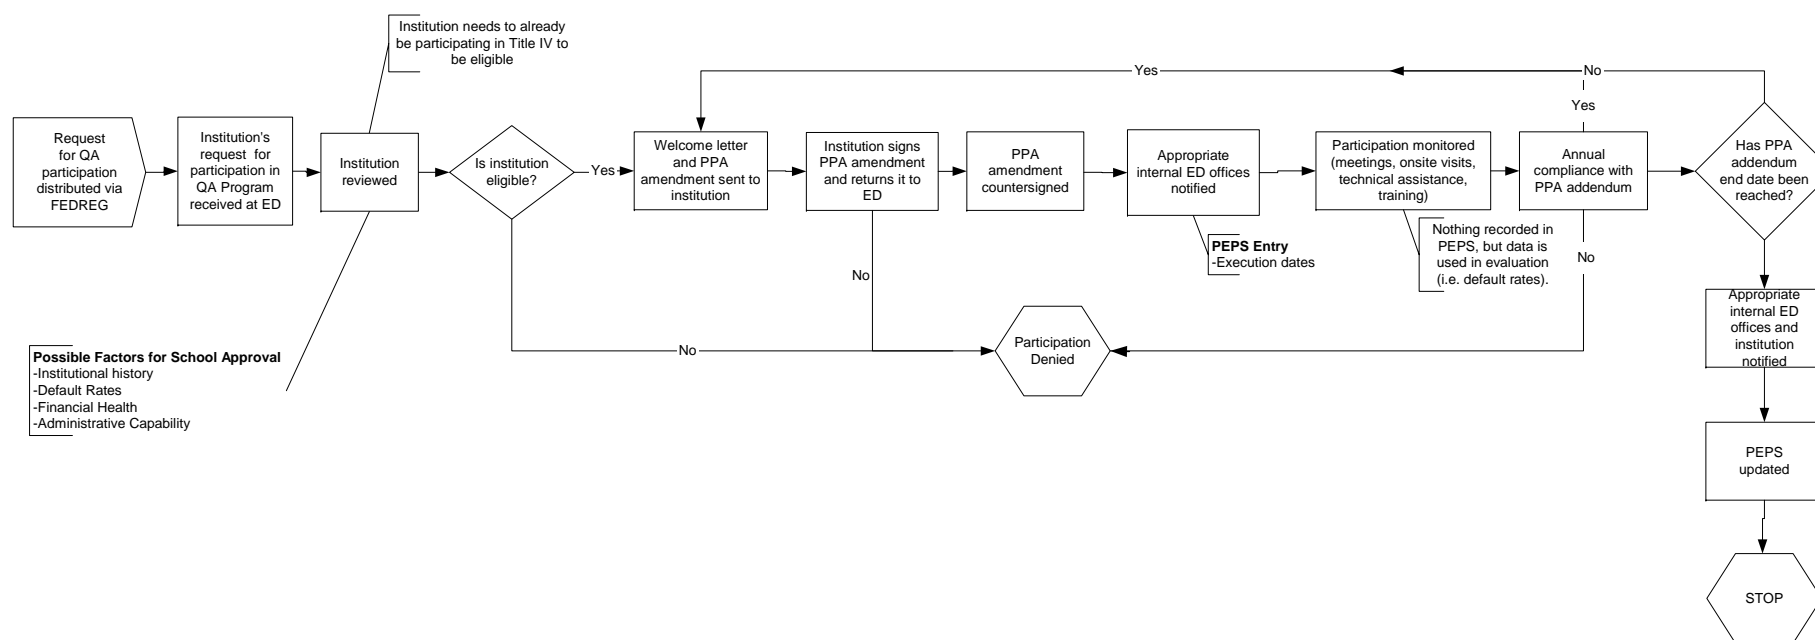 Institution needs to already
be participating in Title IV to
be eligible
Yes
No
Yes
Request
for QA
participation
distributed via
FEDREG
Institution's
request for
participation in
QA Program
received at ED
Institution
reviewed
Is institution
eligible?
Yes
Welcome letter
and PPA
amendment sent to
institution
Institution signs
PPA amendment
and returns it to
ED
PPA
amendment
countersigned
Appropriate
internal ED offices
notified
Participation monitored
(meetings, onsite visits,
technical assistance,
training)
Annual
compliance with
PPA addendum
Has PPA
addendum
end date been
reached?
PEPS Entry
-Execution dates
Nothing recorded in
PEPS, but data is
used in evaluation
(i.e. default rates).
No
No
Appropriate
internal ED
offices and
institution
notified
Possible Factors for School Approval
-Institutional history
-Default Rates
-Financial Health
-Administrative Capability
No
Participation
Denied
PEPS
updated
STOP